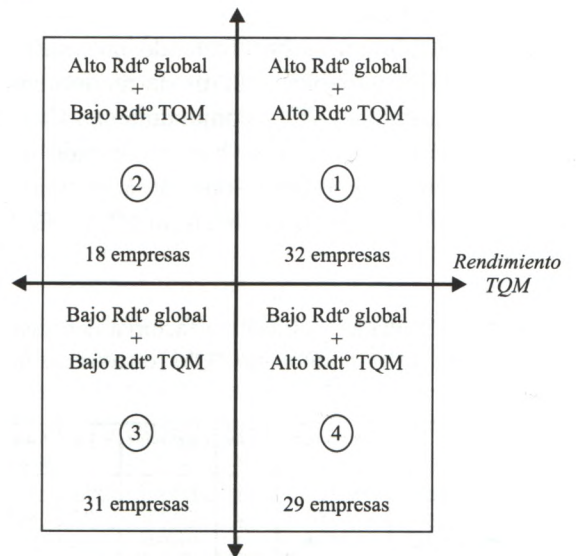 Alto Rdtº global
+
Bajo Rdtº TQM
2
18 empresas
Alto Rdtº global
+
Alto Rdtº TQM
1
32 empresas
Rendimiento
TQM
Bajo Rdtº global
+
Bajo Rdtº TQM
3
31 empresas
Bajo Rdtº global
+
Alto Rdtº TQM
4
29 empresas